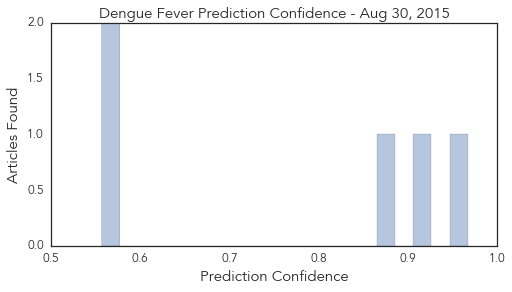 Dengue Fever Prediction Confidence - Aug 30, 2015
2.0
1.5
1.0
0.5
0.0
Articles Found
0.5 0.6 0.7 0.8 0.9 1.0
Prediction Confidence